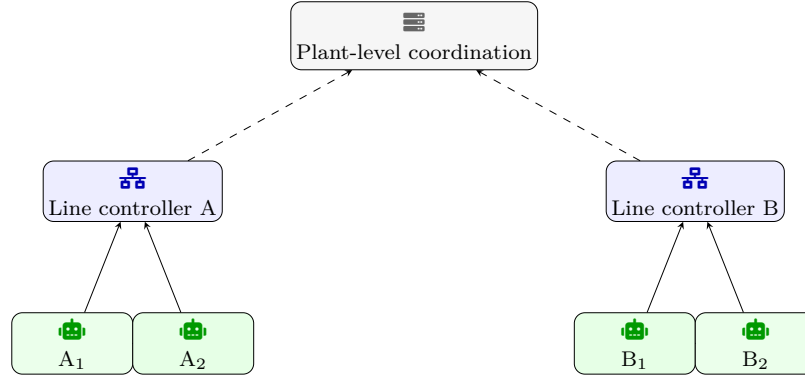 Plant-level coordination
Line controller A
Line controller B
A₁
A₂
B₁
B₂